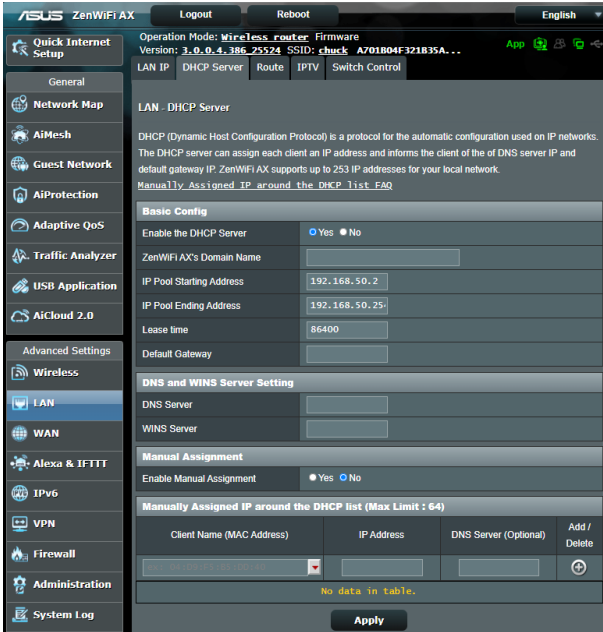 ASUS ZenWiFi AX Logout Reboot English
Quick Internet Setup
Operation Mode: Wireless router Firmware
Version: 3.0.0.4.386_25524 SSID: chuck A701B04F321B35A...
App
LAN IP DHCP Server Route IPTV Switch Control
General
Network Map
AiMesh
Guest Network
AiProtection
Adaptive QoS
Traffic Analyzer
USB Application
AiCloud 2.0
Advanced Settings
Wireless
LAN
WAN
Alexa & IFTTT
IPv6
VPN
Firewall
Administration
System Log
LAN - DHCP Server
DHCP (Dynamic Host Configuration Protocol) is a protocol for the automatic configuration used on IP networks.
The DHCP server can assign each client an IP address and informs the client of the of DNS server IP and
default gateway IP. ZenWiFi AX supports up to 253 IP addresses for your local network.
Manually Assigned IP around the DHCP list FAQ
Basic Config
Enable the DHCP Server Yes No
ZenWiFi AX's Domain Name
IP Pool Starting Address 192.168.50.2
IP Pool Ending Address 192.168.50.25
Lease time 86400
Default Gateway
DNS and WINS Server Setting
DNS Server
WINS Server
Manual Assignment
Enable Manual Assignment Yes No
Manually Assigned IP around the DHCP list (Max Limit : 64)
Client Name (MAC Address) IP Address DNS Server (Optional) Add / Delete
No data in table.
Apply